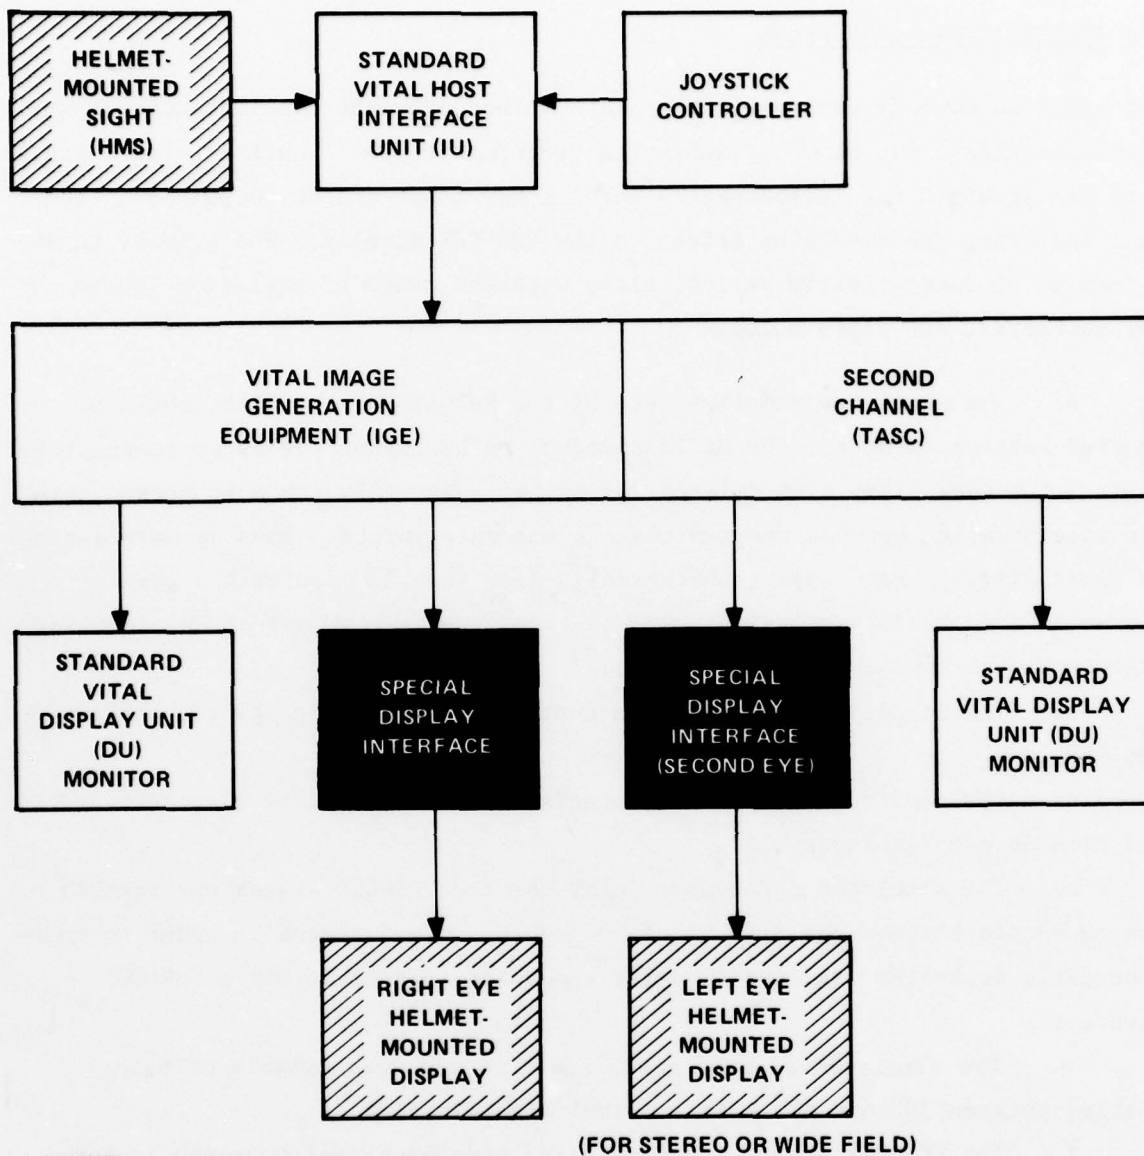 HELMET-
MOUNTED
SIGHT
(HMS)
STANDARD
VITAL HOST
INTERFACE
UNIT (IU)
JOYSTICK
CONTROLLER
VITAL IMAGE
GENERATION
EQUIPMENT (IGE)
SECOND
CHANNEL
(TASC)
STANDARD
VITAL
DISPLAY UNIT
(DU)
MONITOR
SPECIAL
DISPLAY
INTERFACE
SPECIAL
DISPLAY
INTERFACE
(SECOND EYE)
STANDARD
VITAL DISPLAY
UNIT (DU)
MONITOR
RIGHT EYE
HELMET-
MOUNTED
DISPLAY
LEFT EYE
HELMET-
MOUNTED
DISPLAY
(FOR STEREO OR WIDE FIELD)